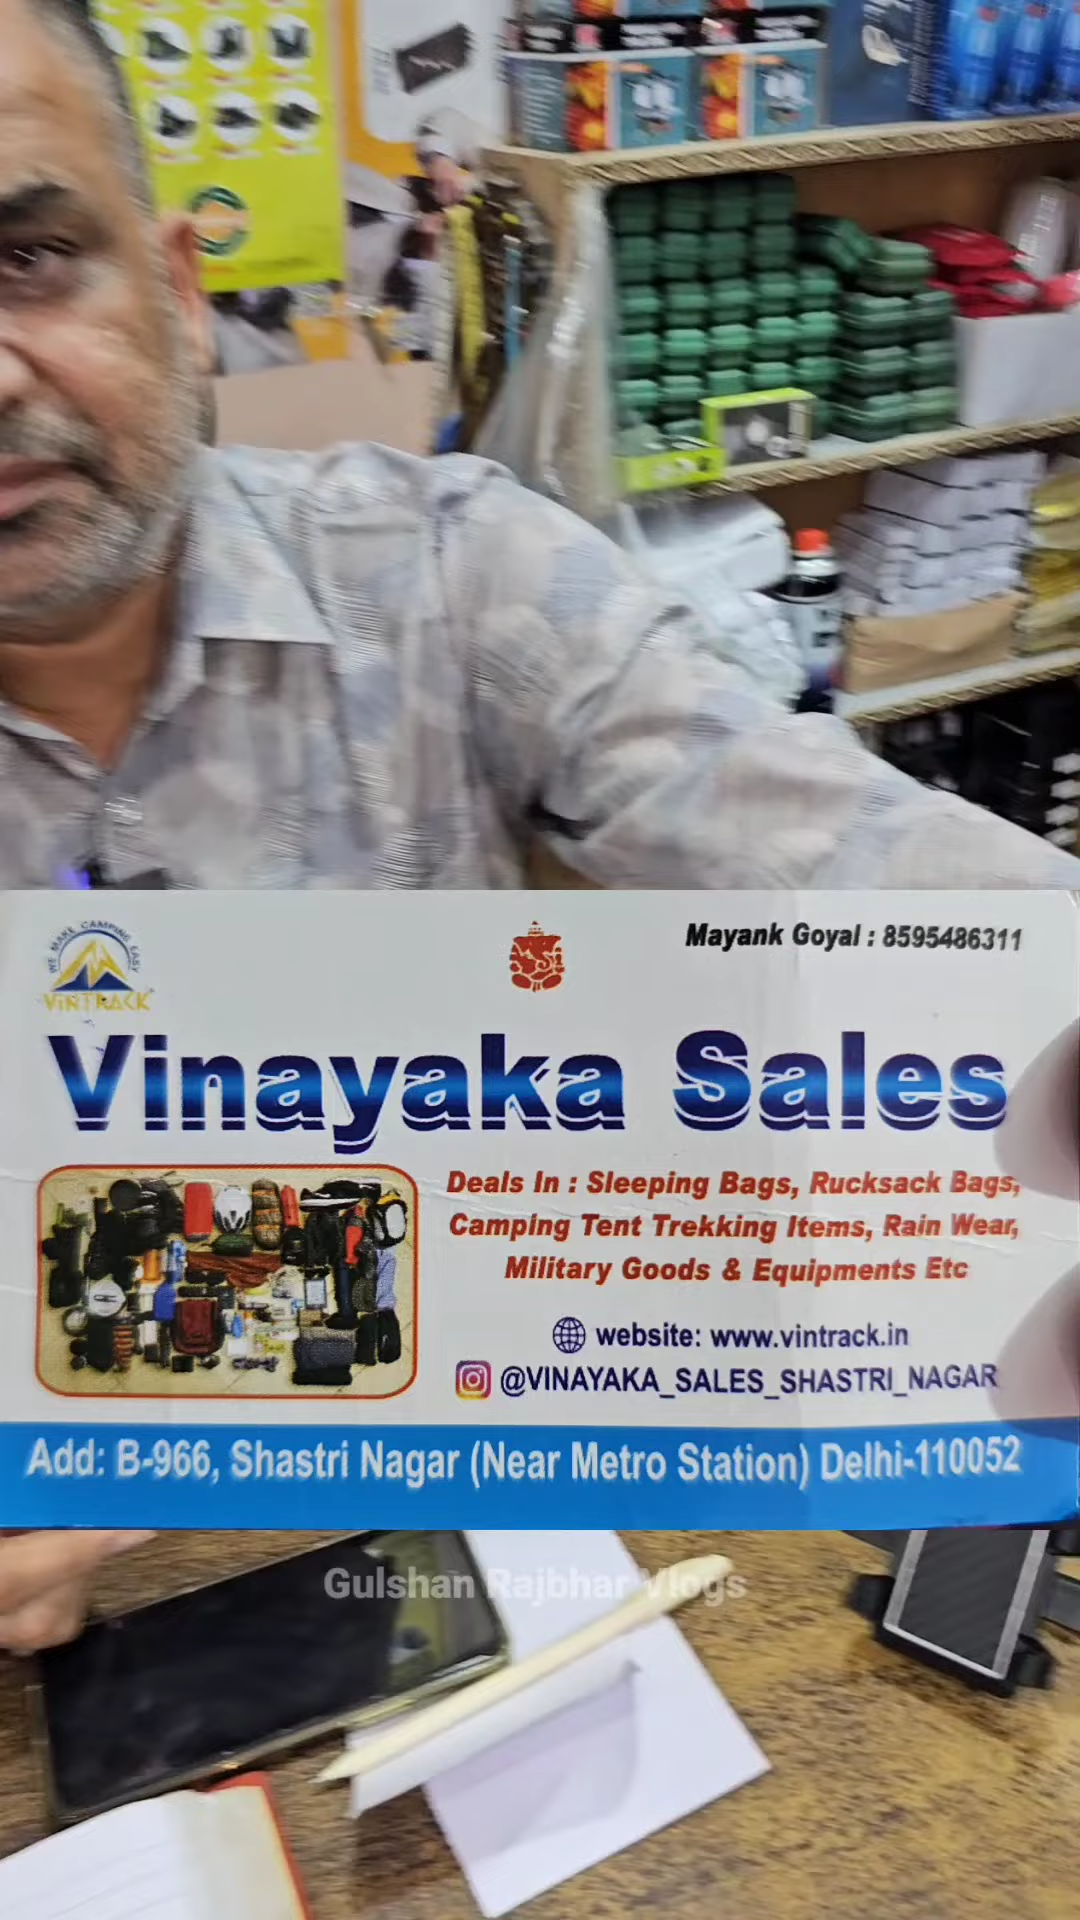 WE MAKE CAMPING EASY
VINTRACK
Mayank Goyal : 8595486311
Vinayaka Sales
Deals In : Sleeping Bags, Rucksack Bags,
Camping Tent Trekking Items, Rain Wear,
Military Goods & Equipments Etc
website: www.vintrack.in
@VINAYAKA_SALES_SHASTRI_NAGAR
Add: B-966, Shastri Nagar (Near Metro Station) Delhi-110052
Gulshan Rajbhar Vlogs